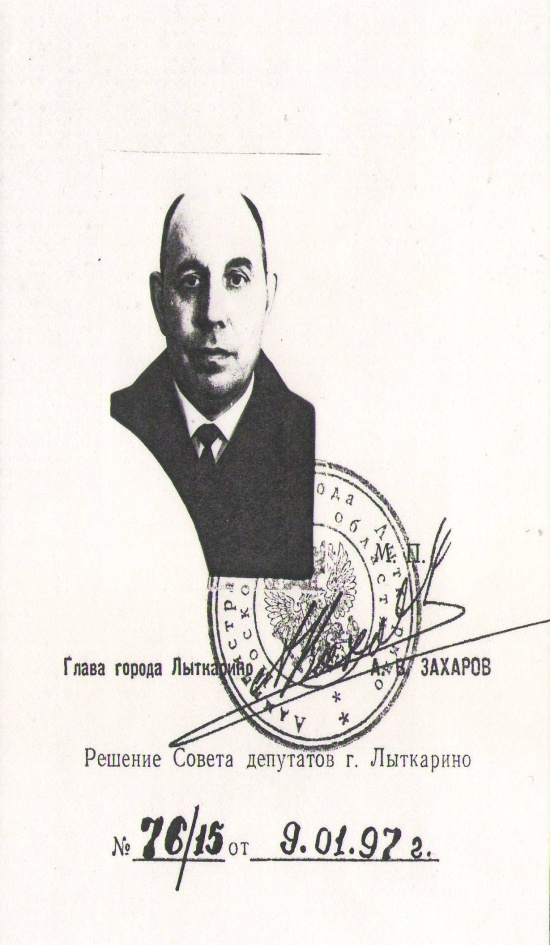 М. П.
Глава города Лыткарино А. В. ЗАХАРОВ
Решение Совета депутатов г. Лыткарино
№ 76/15 от 9.01.97 г.